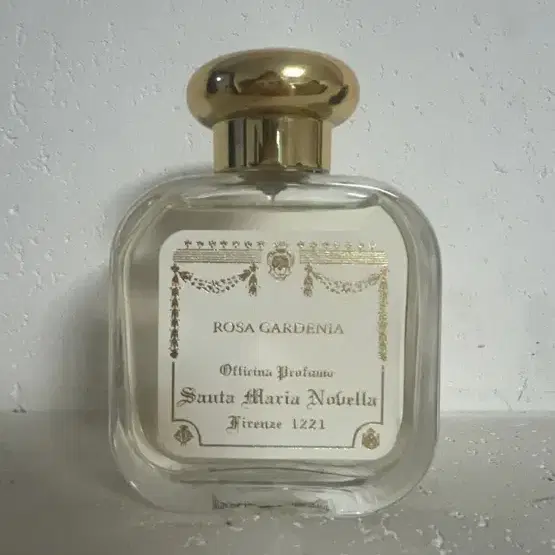 ROSA GARDENIA
Officina Profumo
Santa Maria Novella
Firenze 1221